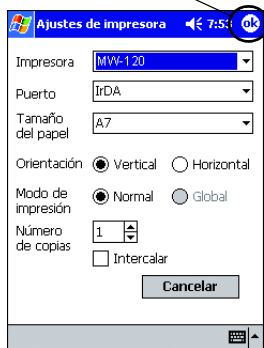 Ajustes de impresora 7:53 ok
Impresora MW-120
Puerto IrDA
Tamaño
del papel A7
Orientación Vertical Horizontal
Modo de
impresión Normal Global
Número
de copias 1
Intercalar
Cancelar